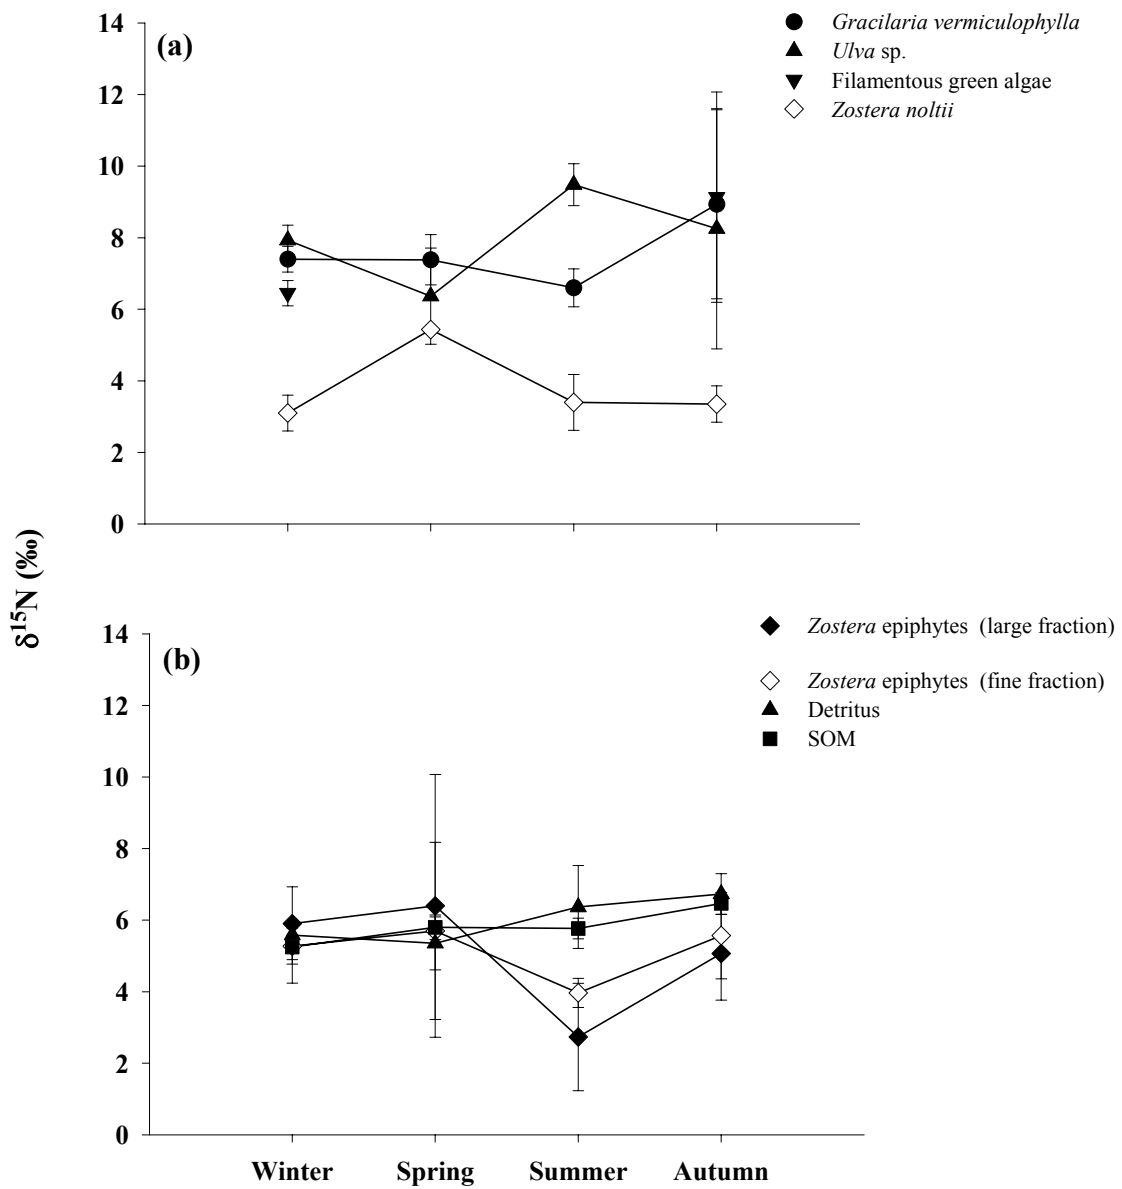 14
12
10
8
6
4
2
0
(a)
Gracilaria vermiculophylla
Ulva sp.
Filamentous green algae
Zostera noltii
δ15N (‰)
14
12
10
8
6
4
2
0
(b)
Zostera epiphytes (large fraction)
Zostera epiphytes (fine fraction)
Detritus
SOM
Winter Spring Summer Autumn